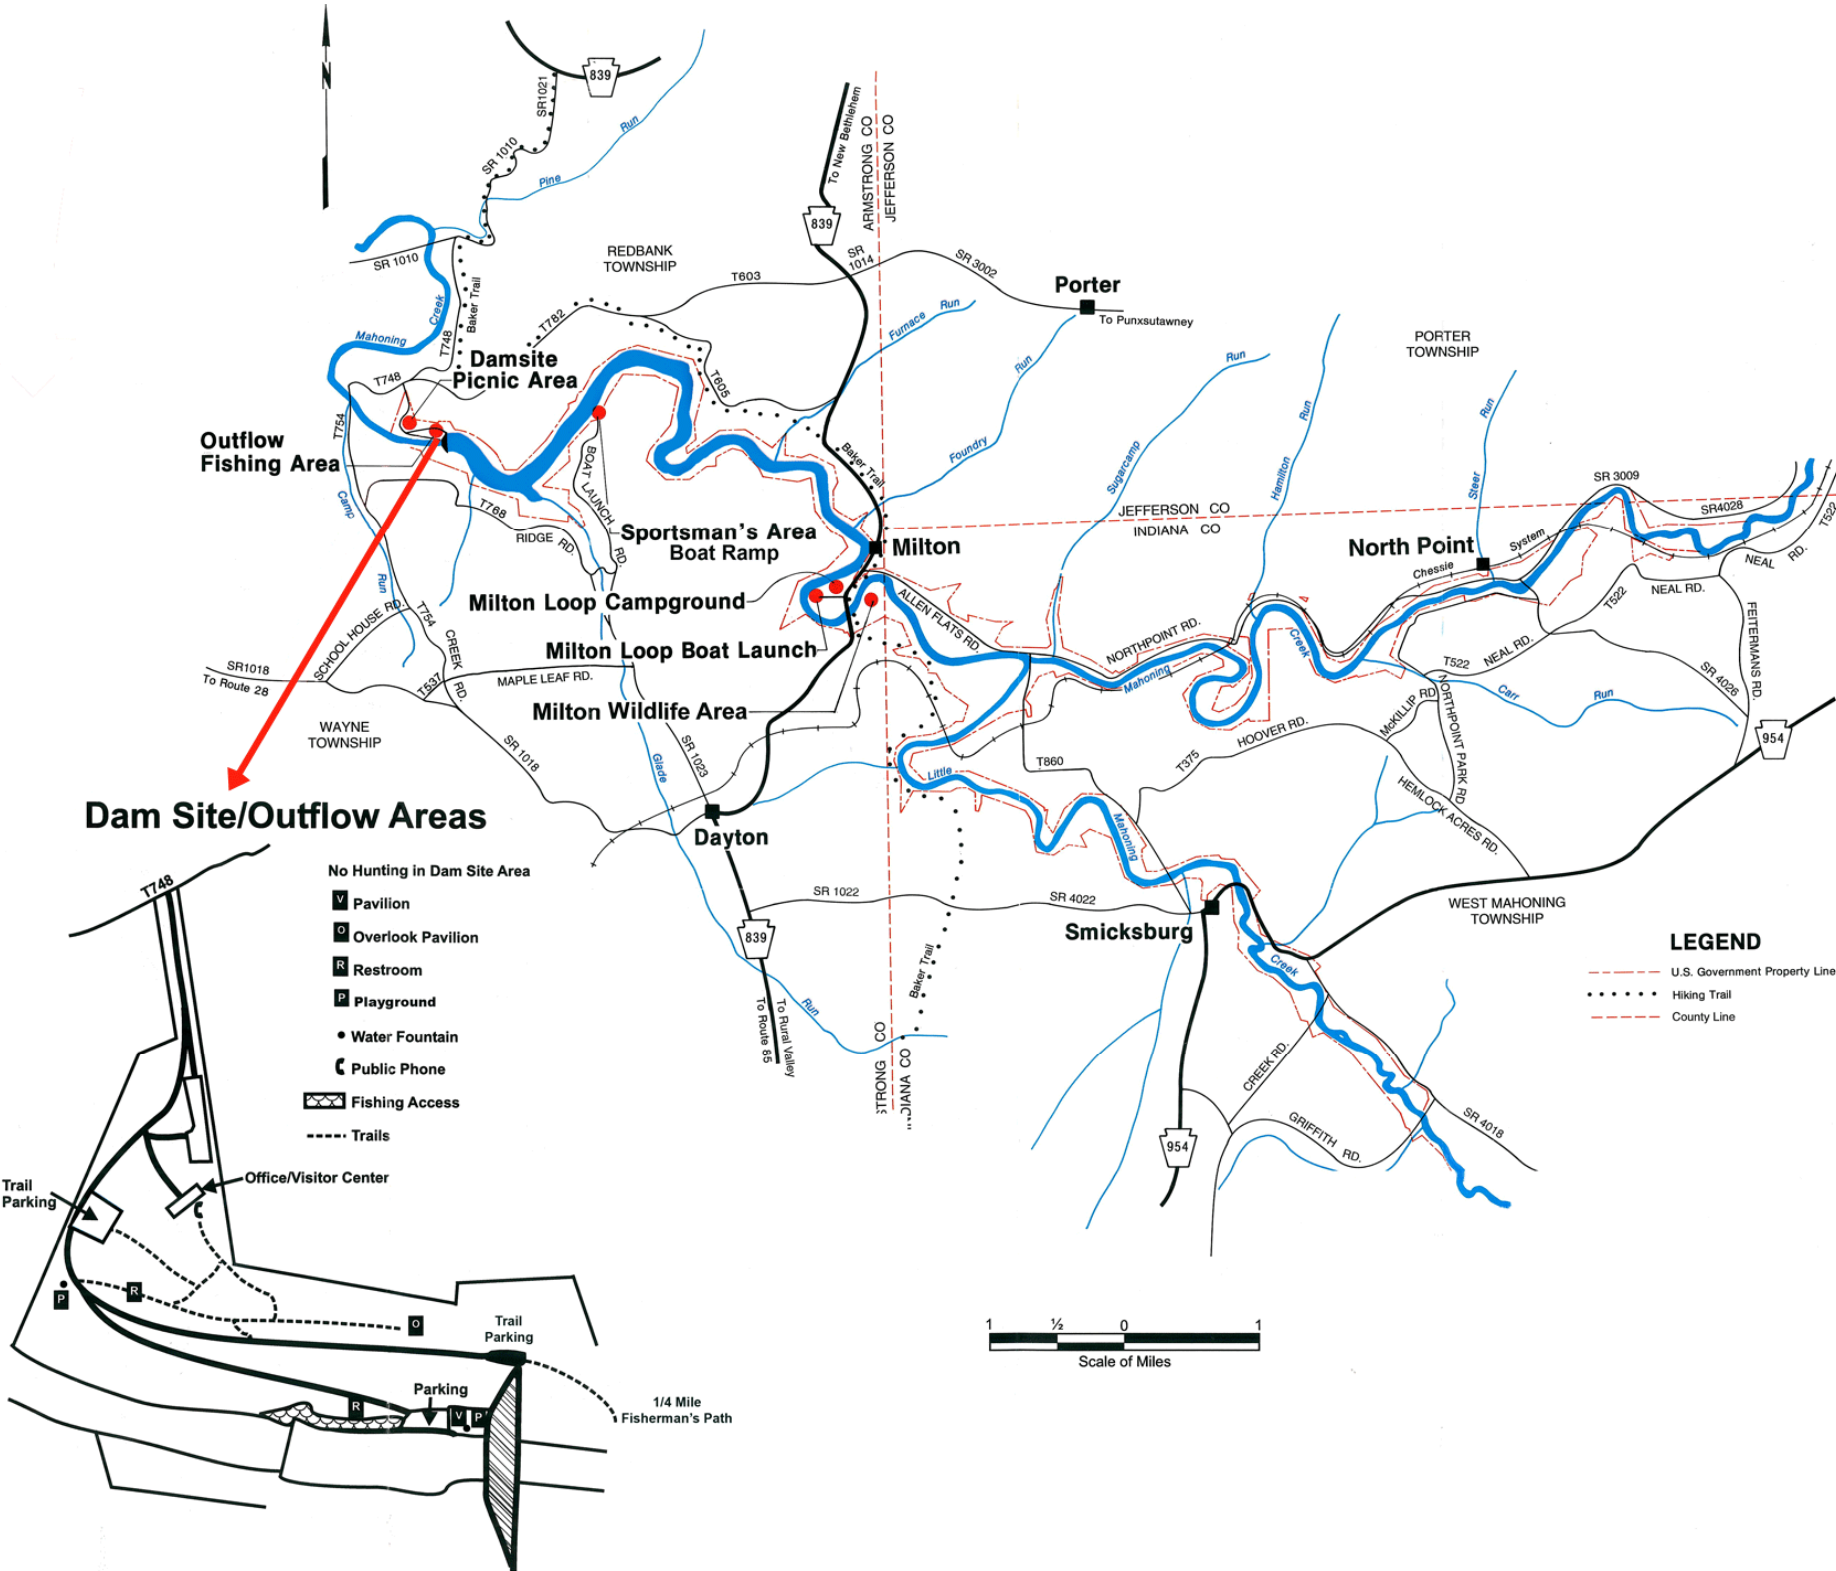 N
839
SR1021
SR 1010
Pine
Run
To New Bethlehem
ARMSTRONG CO
JEFFERSON CO
839
SR
1014
SR 1010
REDBANK
TOWNSHIP
T603
SR 3002
Porter
To Punxsutawney
Baker Trail
Creek
Mahoning
T748
T782
Furnace
Run
PORTER
TOWNSHIP
Damsite
Picnic Area
T748
T605
Run
Run
Run
Run
T754
Outflow
Fishing Area
BOAT
LAUNCH
RD.
Baker Trail
Foundry
Sugarcamp
Hamilton
Steer
SR 3009
SR4028
T522
Camp
Run
T768
RIDGE
RD.
Sportsman's Area
Boat Ramp
Milton
JEFFERSON CO
INDIANA CO
North Point
Chessie
System
NEAL
RD.
NEAL RD.
T522
Milton Loop Campground
ALLEN FLATS RD.
NORTHPOINT RD.
Creek
Mahoning
NEAL RD.
T522
FEITERMANS RD.
SCHOOL HOUSE RD.
T754
CREEK
RD.
Milton Loop Boat Launch
SR1018
To Route 28
T537
MAPLE LEAF RD.
McKILLIP RD
NORTHPOINT PARK RD
Carr
Run
SR 4026
Milton Wildlife Area
WAYNE
TOWNSHIP
SR 1018
SR 1023
Glade
HOOVER RD.
T375
T860
Little
954
Dam Site/Outflow Areas
Dayton
Mahoning
HEMLOCK ACRES RD.
SR 1022
SR 4022
Smicksburg
WEST MAHONING
TOWNSHIP
839
Baker Trail
Creek
Run
To Route 85
To Rural Valley
STRONG CO
DIANA CO
CREEK RD.
GRIFFITH
RD.
SR 4018
954
LEGEND
U.S. Government Property Line
Hiking Trail
County Line
T748
No Hunting in Dam Site Area
V Pavilion
O Overlook Pavilion
R Restroom
P Playground
Water Fountain
Public Phone
Fishing Access
Trails
Office/Visitor Center
Trail
Parking
P
R
O
Trail
Parking
Parking
R
V
P
1/4 Mile
Fisherman's Path
1
½
0
1
Scale of Miles